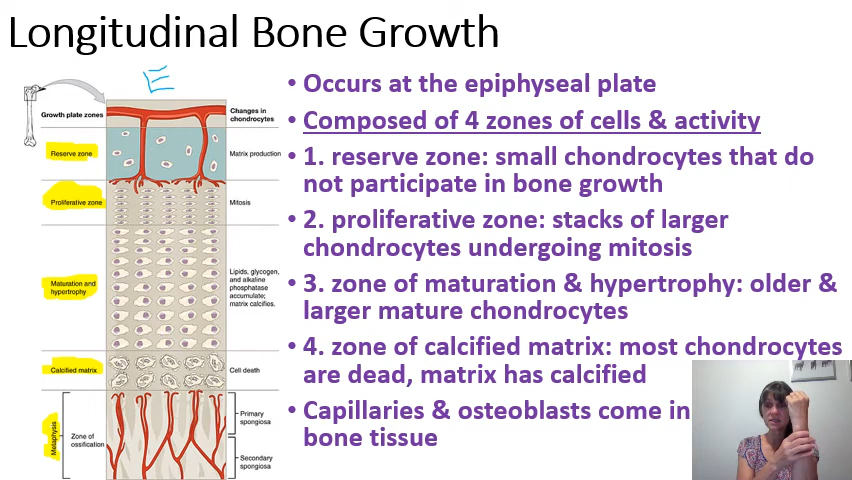 Longitudinal Bone Growth
E
Growth plate zones
Changes in
chondrocytes
Reserve zone
Matrix production
Proliferative zone
Mitosis
Maturation and
hypertrophy
Lipids, glycogen,
and alkaline
phosphatase
accumulate;
matrix calcifies.
Calcified matrix
Cell death
Metaphysis
Zone of
ossification
Primary
spongiosa
Secondary
spongiosa
• Occurs at the epiphyseal plate
• Composed of 4 zones of cells & activity
• 1. reserve zone: small chondrocytes that do
not participate in bone growth
• 2. proliferative zone: stacks of larger
chondrocytes undergoing mitosis
• 3. zone of maturation & hypertrophy: older &
larger mature chondrocytes
• 4. zone of calcified matrix: most chondrocytes
are dead, matrix has calcified
• Capillaries & osteoblasts come in
bone tissue